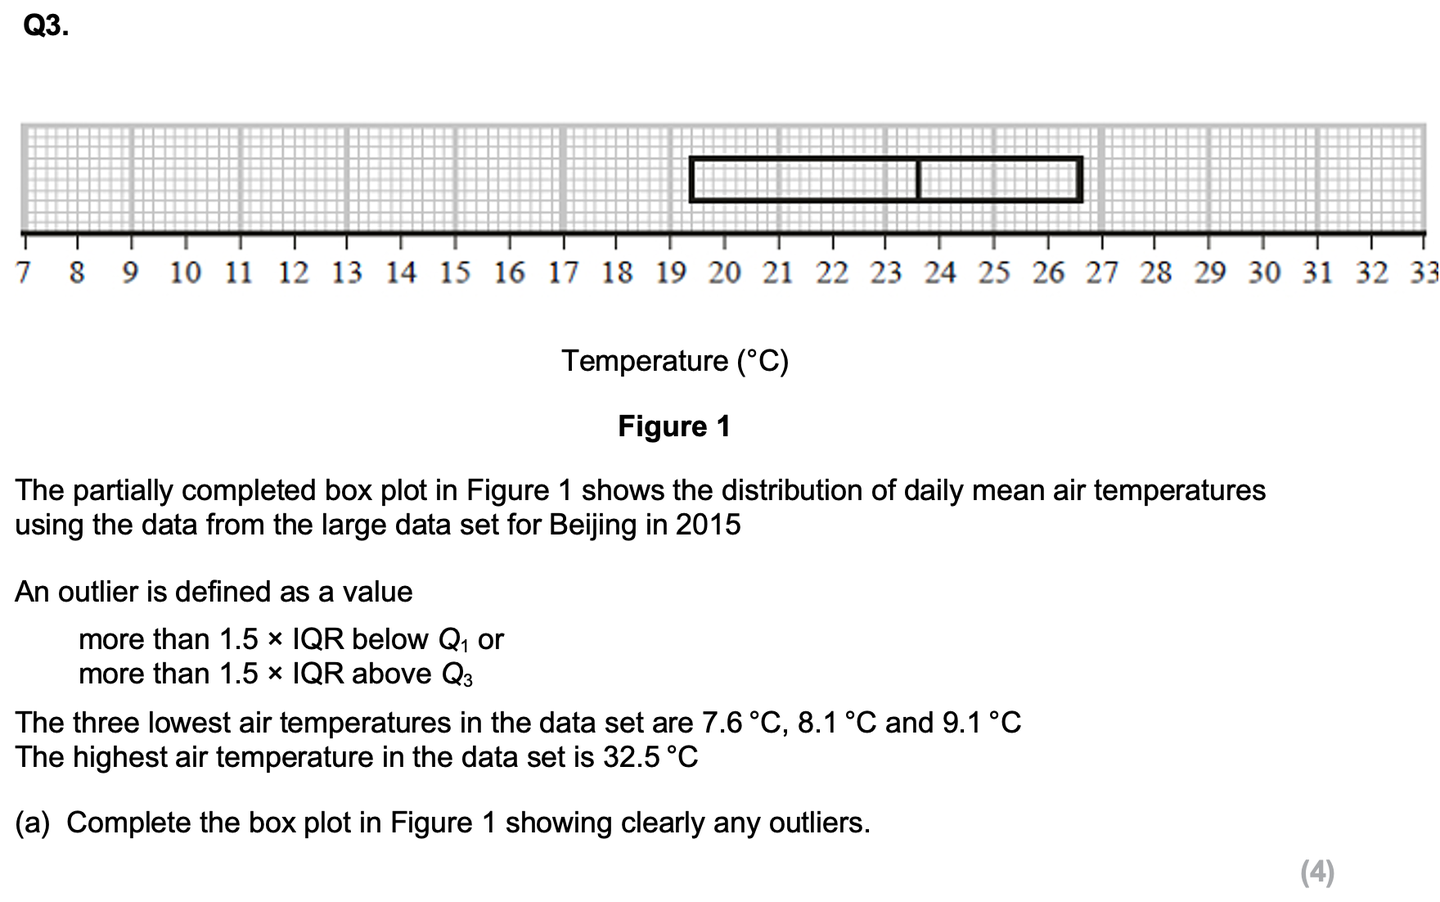 Q3.
7 8 9 10 11 12 13 14 15 16 17 18 19 20 21 22 23 24 25 26 27 28 29 30 31 32 33
Temperature (°C)
Figure 1
The partially completed box plot in Figure 1 shows the distribution of daily mean air temperatures
using the data from the large data set for Beijing in 2015
An outlier is defined as a value
more than 1.5 × IQR below Q₁ or
more than 1.5 × IQR above Q₃
The three lowest air temperatures in the data set are 7.6 °C, 8.1 °C and 9.1 °C
The highest air temperature in the data set is 32.5 °C
(a) Complete the box plot in Figure 1 showing clearly any outliers.
(4)